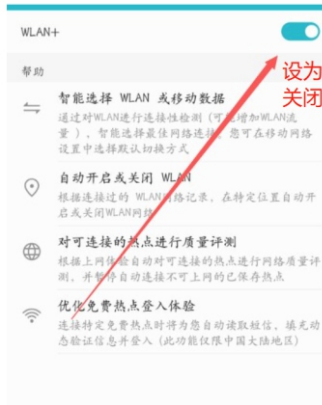 WLAN+
设为
关闭
帮助
智能选择 WLAN 或移动数据
通过对WLAN进行连接性检测（可能增加WLAN流
量），智能选择最佳网络连接，您可在移动网络
设置中选择默认切换方式
自动开启或关闭 WLAN
根据连接过的 WLAN网络记录，在特定位置自动开
启或关闭WLAN网络
对可连接的热点进行质量评测
根据上网体验自动对可连接的热点进行网络质量评
测，并暂停自动连接不可上网的已保存热点
优化免费热点登入体验
连接特定免费热点时将为您自动读取短信，填充动
态验证信息并登入（此功能仅限中国大陆地区）